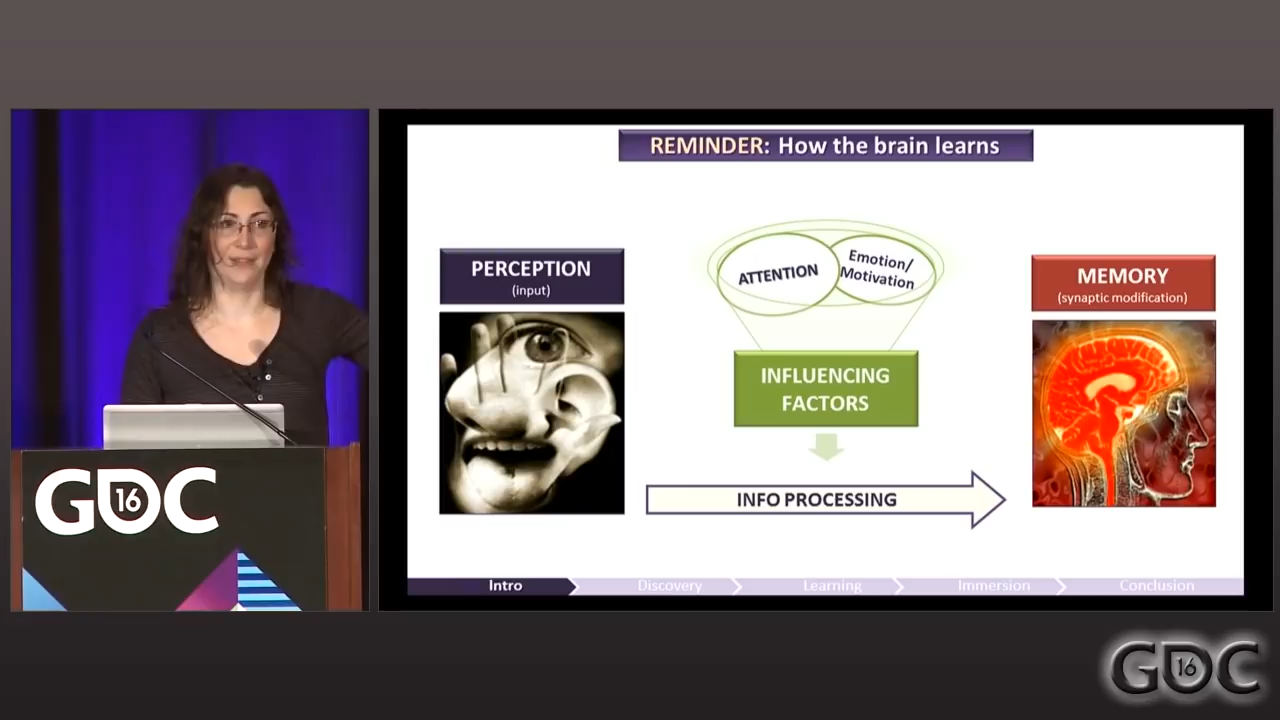 REMINDER: How the brain learns
PERCEPTION
(input)
ATTENTION
Emotion/
Motivation
MEMORY
(synaptic modification)
INFLUENCING
FACTORS
INFO PROCESSING
Intro
Discovery
Learning
Immersion
Conclusion
GDC
16
GDC
16